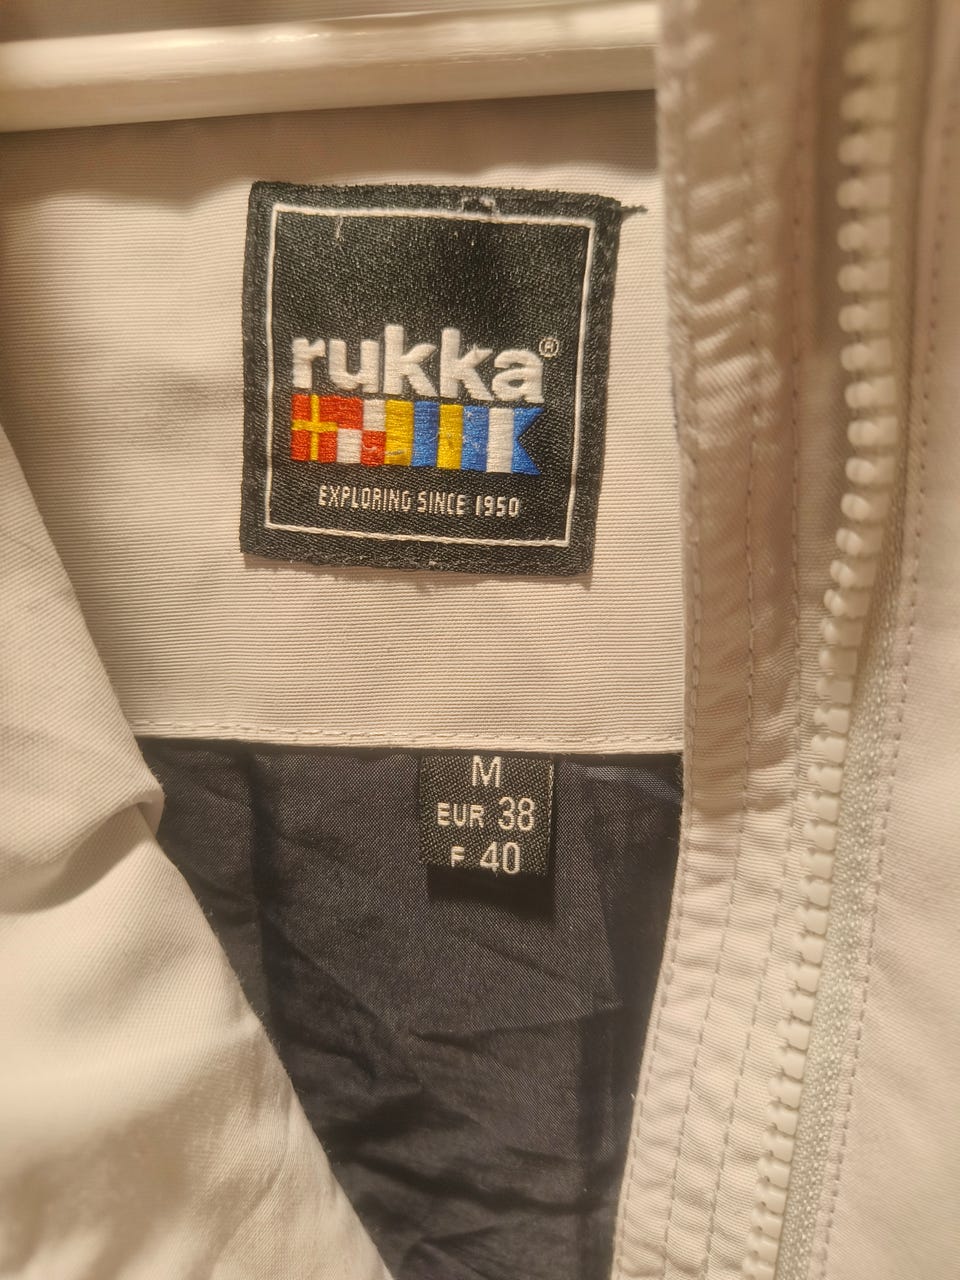 rukka®
EXPLORING SINCE 1950
M
EUR 38
F 40